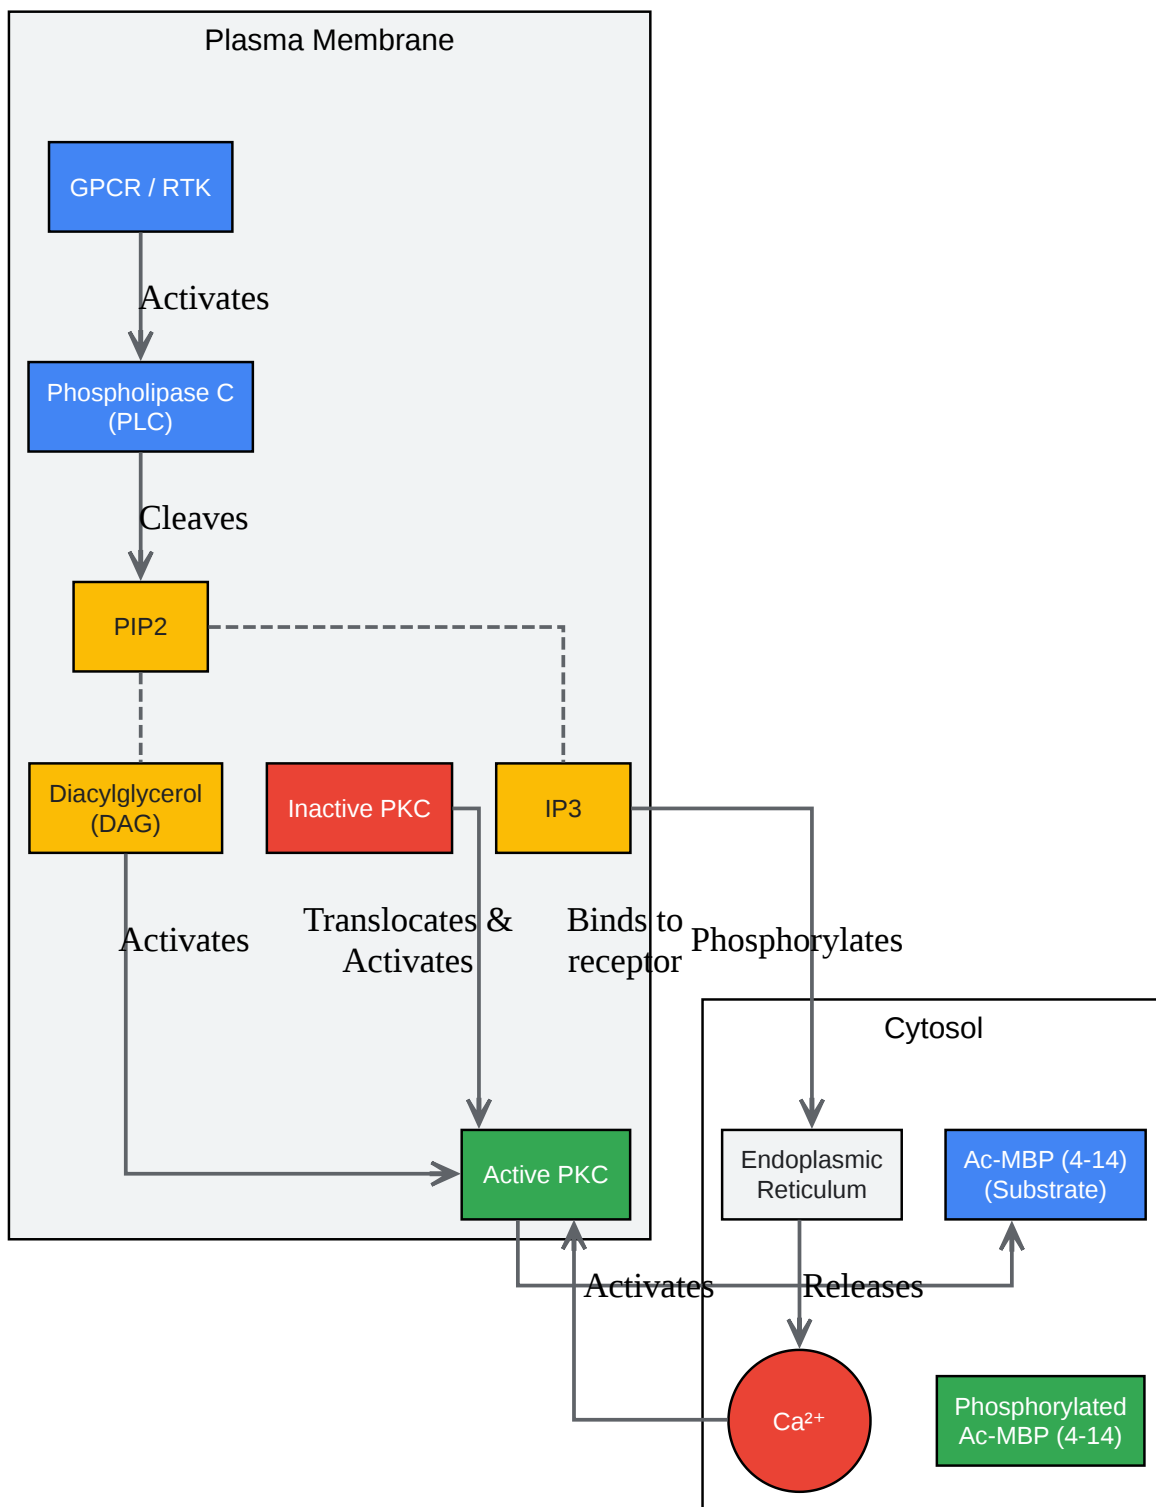 Plasma Membrane
GPCR / RTK
Activates
Phospholipase C
(PLC)
Cleaves
PIP2
Diacylglycerol
(DAG)
Inactive PKC
IP3
Activates
Translocates &
Activates
Binds to
receptor
Phosphorylates
Cytosol
Active PKC
Endoplasmic
Reticulum
Ac-MBP (4-14)
(Substrate)
Activates
Releases
Ca²⁺
Phosphorylated
Ac-MBP (4-14)